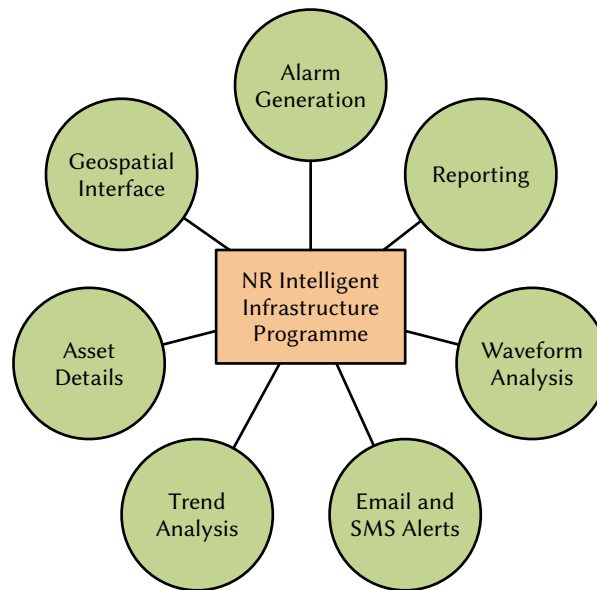 Alarm
Generation
Geospatial
Interface
Reporting
NR Intelligent
Infrastructure
Programme
Asset
Details
Waveform
Analysis
Trend
Analysis
Email and
SMS Alerts